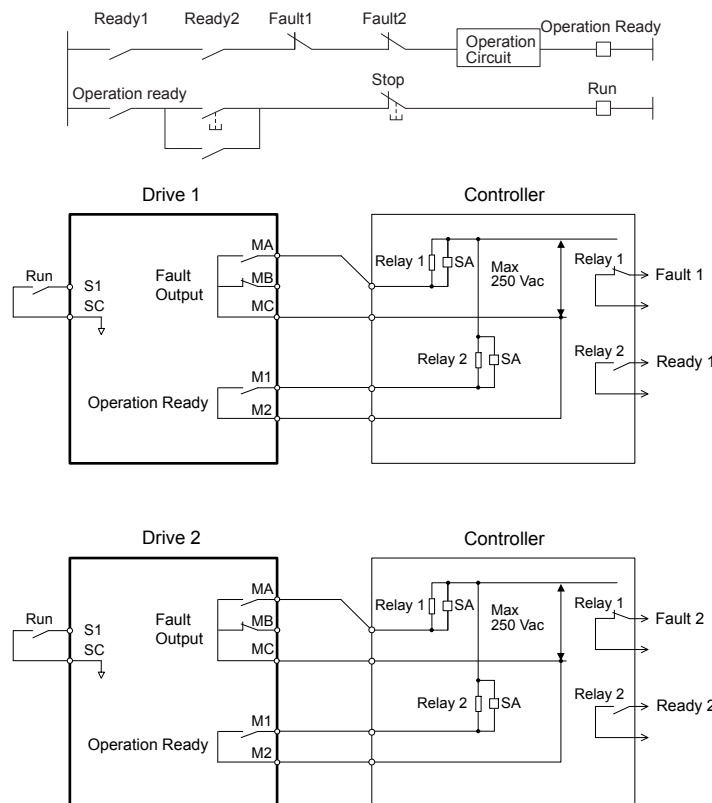 Ready1 Ready2 Fault1 Fault2 Operation Ready
Operation
Circuit
Operation ready Stop Run
Drive 1 Controller
MA Relay 1 SA Max
250 Vac Relay 1 Fault 1
Run S1 Fault
Output MB
SC MC
Relay 2 SA Relay 2 Ready 1
M1
Operation Ready
M2
Drive 2 Controller
MA Relay 1 SA Max
250 Vac Relay 1 Fault 2
Run S1 Fault
Output MB
SC MC
Relay 2 SA Relay 2 Ready 2
M1
Operation Ready
M2